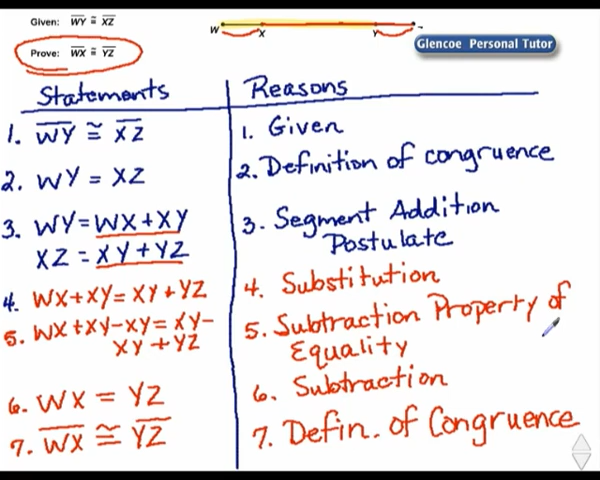 Given: WY ≅ XZ
Prove: WX ≅ YZ
W X Y
Glencoe Personal Tutor
Statements
Reasons
1. WY ≅ XZ
1. Given
2. WY = XZ
2. Definition of congruence
3. WY = WX + XY
XZ = XY + YZ
3. Segment Addition
Postulate
4. WX + XY = XY + YZ
4. Substitution
5. WX + XY - XY = XY -
XY + YZ
5. Subtraction Property of
Equality
6. WX = YZ
6. Subtraction
7. WX ≅ YZ
7. Defin. of Congruence